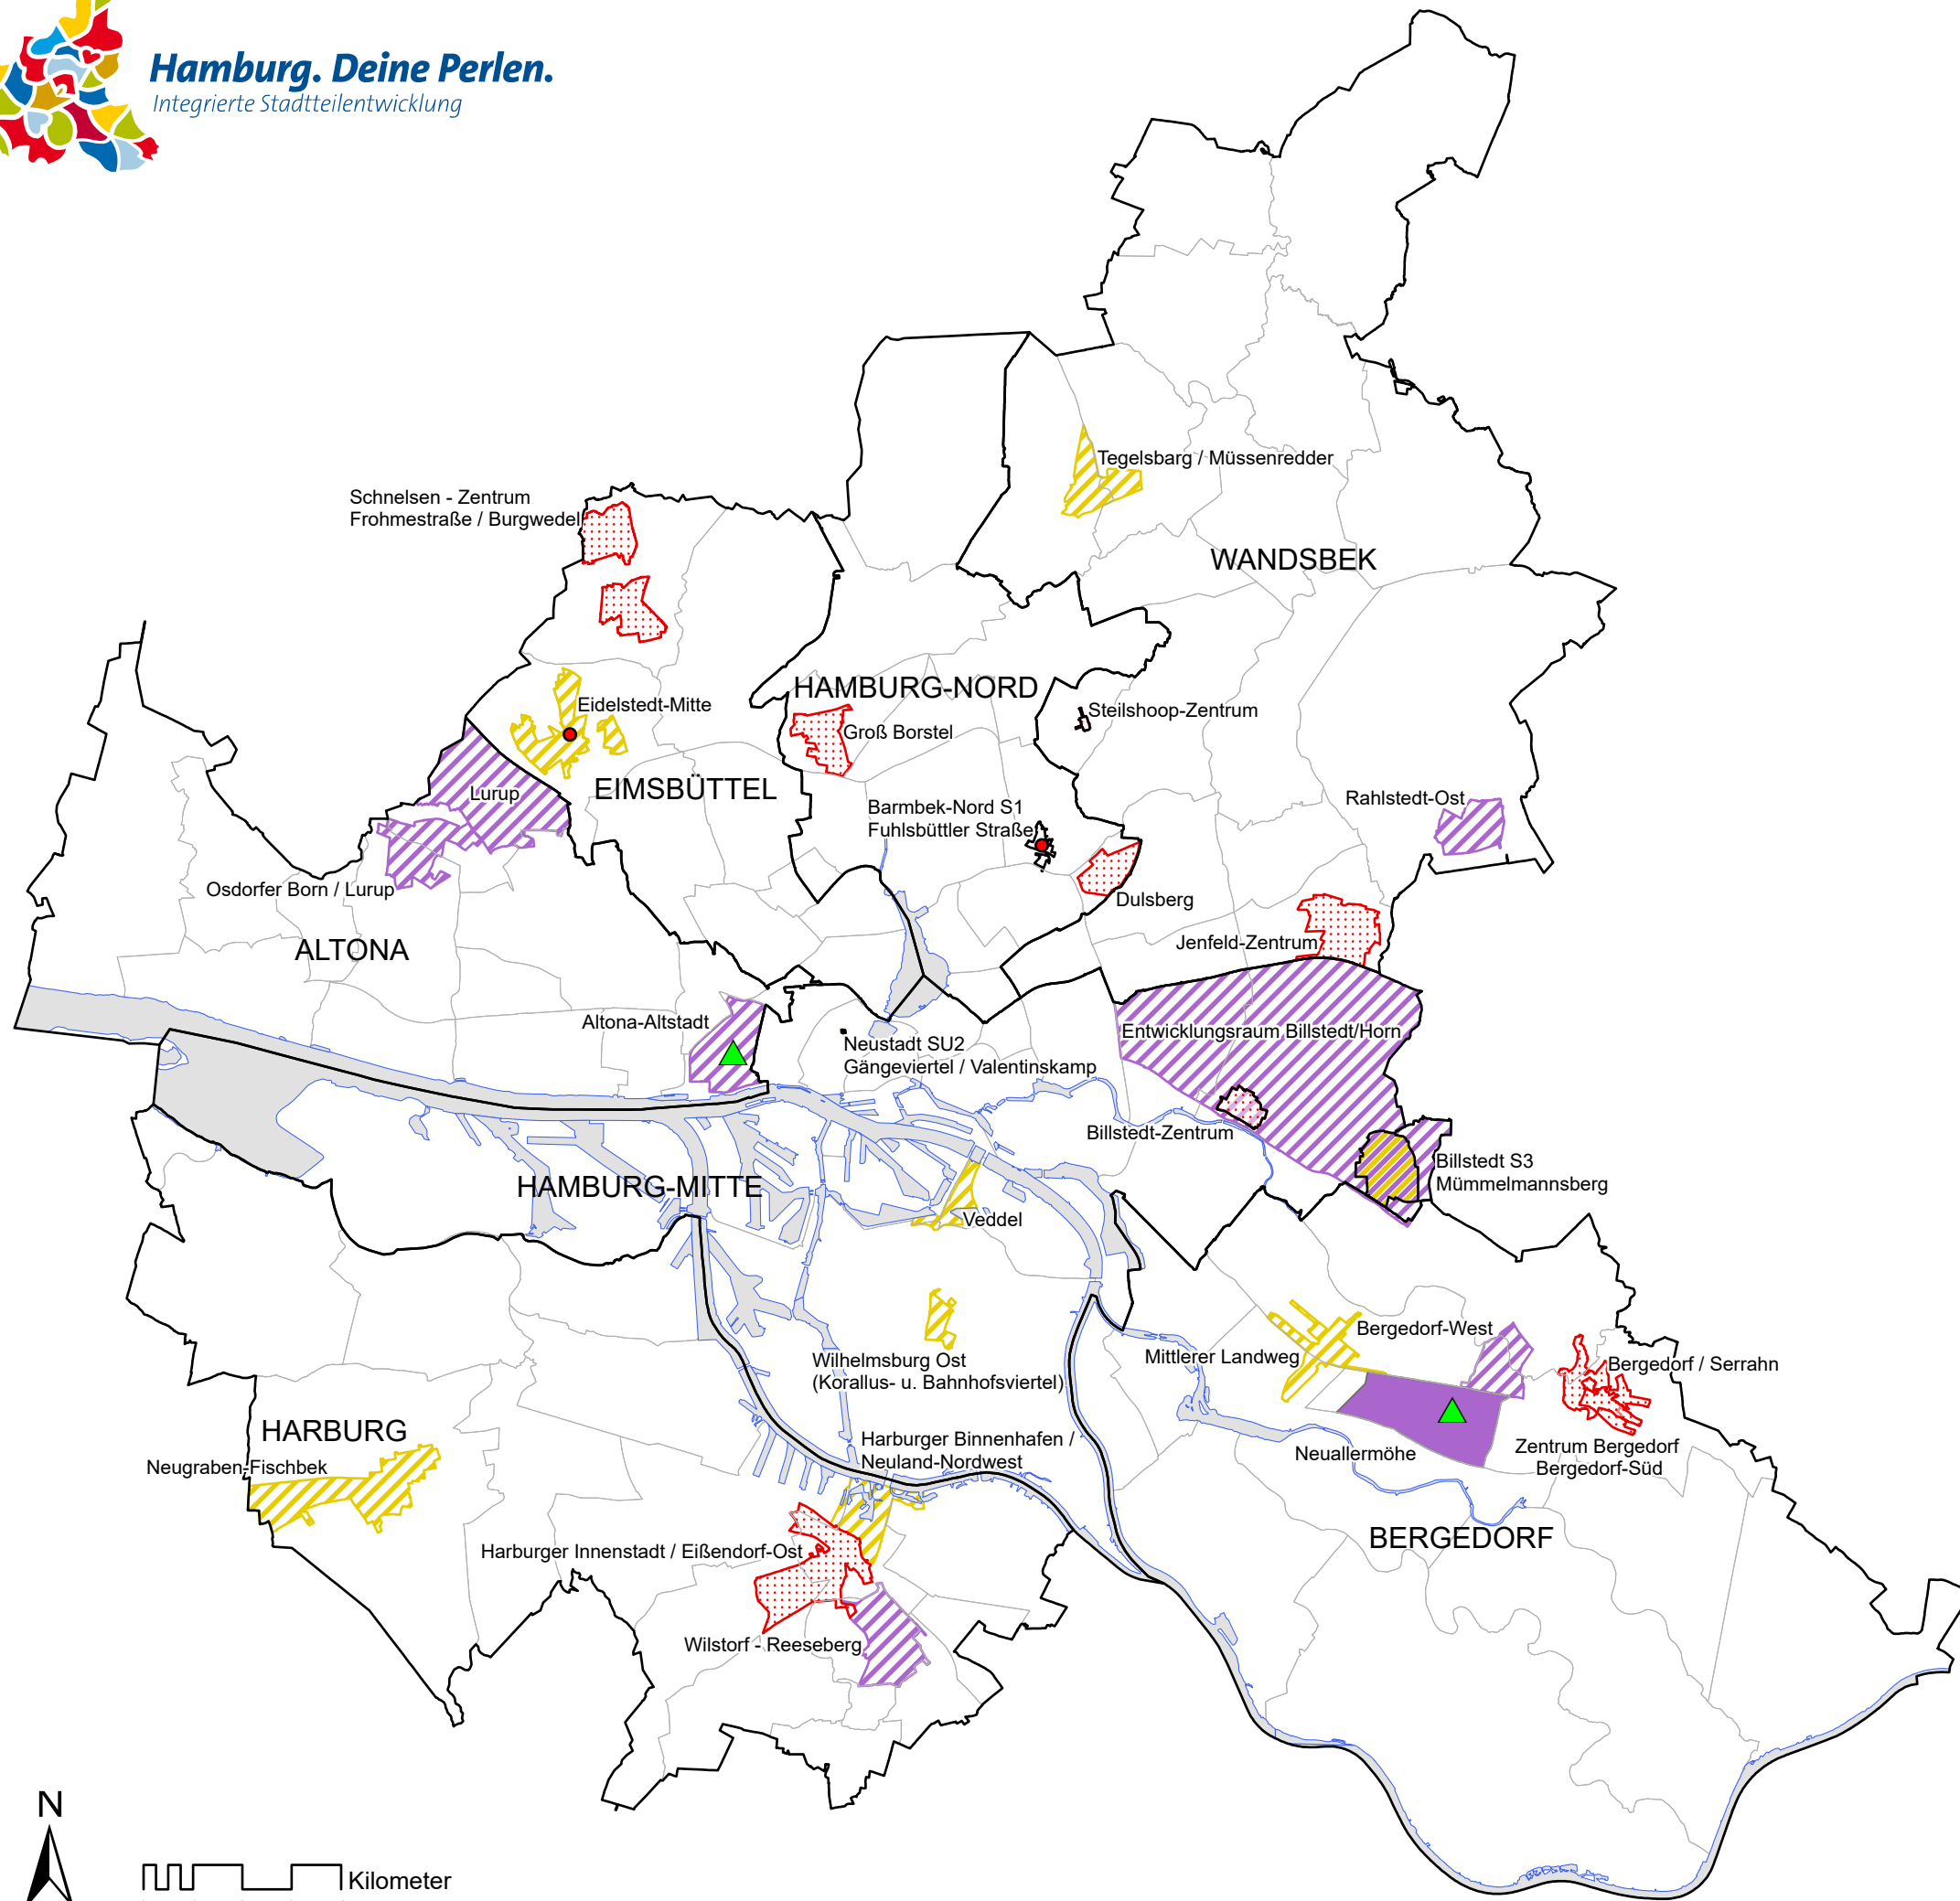 Hamburg. Deine Perlen.
Integrierte Stadtteilentwicklung
Tegelsbarg / Müssenredder
Schnelsen - Zentrum
Frohmestraße / Burgwedel
WANDSBEK
HAMBURG-NORD
Eidelstedt-Mitte
Steilshoop-Zentrum
Groß Borstel
EIMSBÜTTEL
Lurup
Rahlstedt-Ost
Barmbek-Nord S1
Fuhlsbüttler Straße
Osdorfer Born / Lurup
Dulsberg
Jenfeld-Zentrum
ALTONA
Altona-Altstadt
Entwicklungsraum Billstedt/Horn
Neustadt SU2
Gängeviertel / Valentinskamp
Billstedt-Zentrum
Billstedt S3
Mümmelmannsberg
HAMBURG-MITTE
Veddel
Bergedorf-West
Mittlerer Landweg
Bergedorf / Serrahn
Wilhelmsburg Ost
(Korallus- u. Bahnhofsviertel)
HARBURG
Harburger Binnenhafen /
Neuland-Nordwest
Neuallermöhe
Zentrum Bergedorf
Bergedorf-Süd
Neugraben-Fischbek
BERGEDORF
Harburger Innenstadt / Eißendorf-Ost
Wilstorf - Reeseberg
N
Kilometer